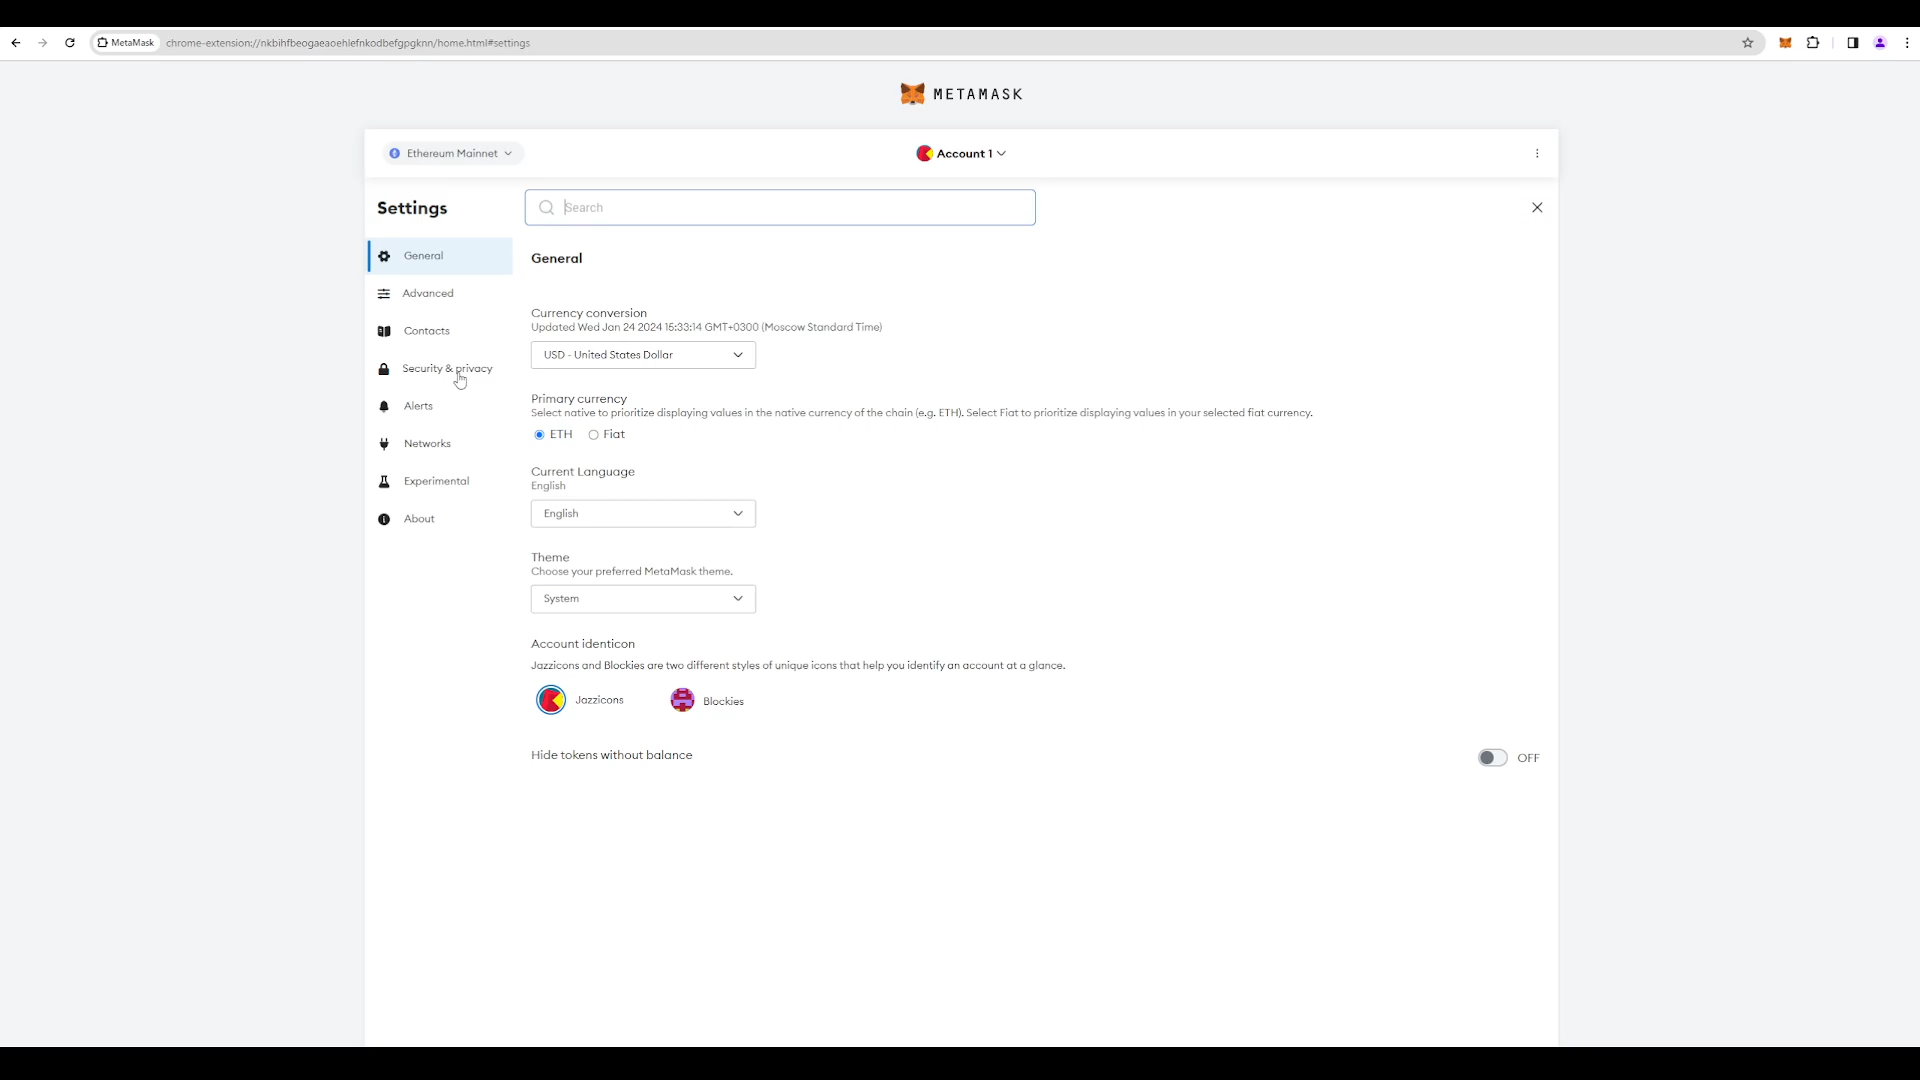 MetaMask chrome-extension://nkbihfbeogaeaoehlefnkodbefgpgknn/home.html#settings
METAMASK
Ethereum Mainnet
Account 1
Settings
Search
General
Advanced
Contacts
Security & privacy
Alerts
Networks
Experimental
About
General
Currency conversion
Updated Wed Jan 24 2024 15:33:14 GMT+0300 (Moscow Standard Time)
USD - United States Dollar
Primary currency
Select native to prioritize displaying values in the native currency of the chain (e.g. ETH). Select Fiat to prioritize displaying values in your selected fiat currency.
ETH Fiat
Current Language
English
English
Theme
Choose your preferred MetaMask theme.
System
Account identicon
Jazzicons and Blockies are two different styles of unique icons that help you identify an account at a glance.
Jazzicons Blockies
Hide tokens without balance OFF